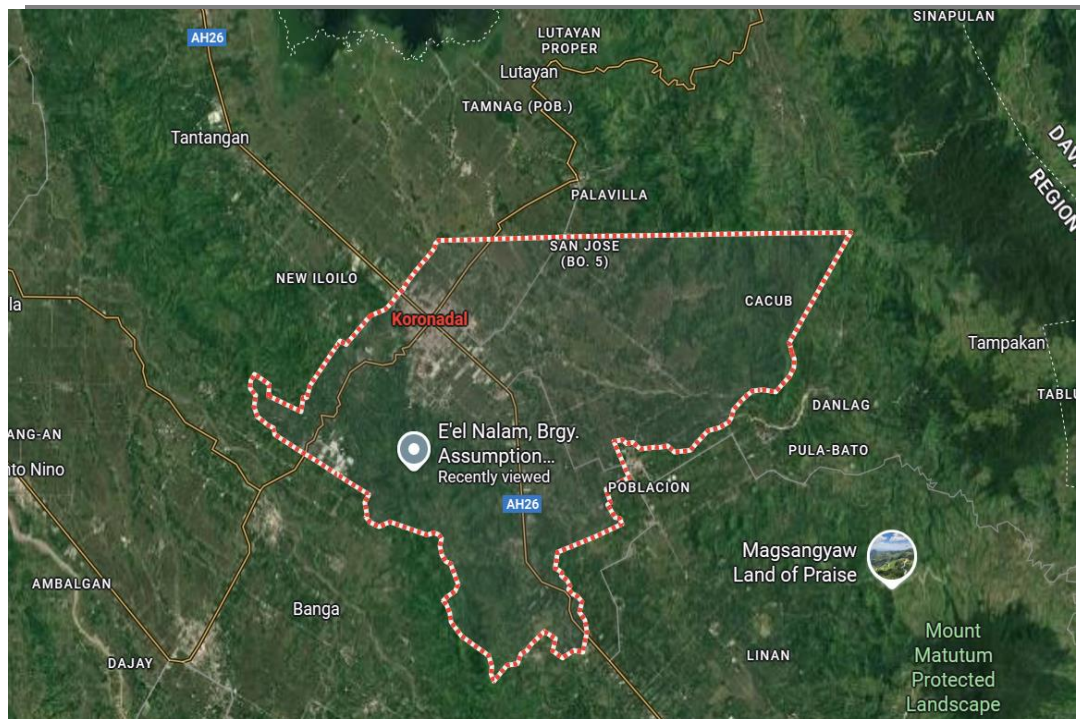 SINAPULAN
AH26
LUTAYAN
PROPER
Lutayan
TAMNAG (POB.)
Tantangan
DAVA
REGION
PALAVILLA
SAN JOSE
(BO. 5)
NEW ILOILO
CACUB
la
Koronadal
Tampakan
TABLU
DANLAG
ANG-AN
E'el Nalam, Brgy.
Assumption...
Recently viewed
PULA-BATO
nto Nino
POBLACION
AH26
Magsangyaw
Land of Praise
AMBALGAN
Banga
Mount
Matutum
Protected
Landscape
LINAN
DAJAY